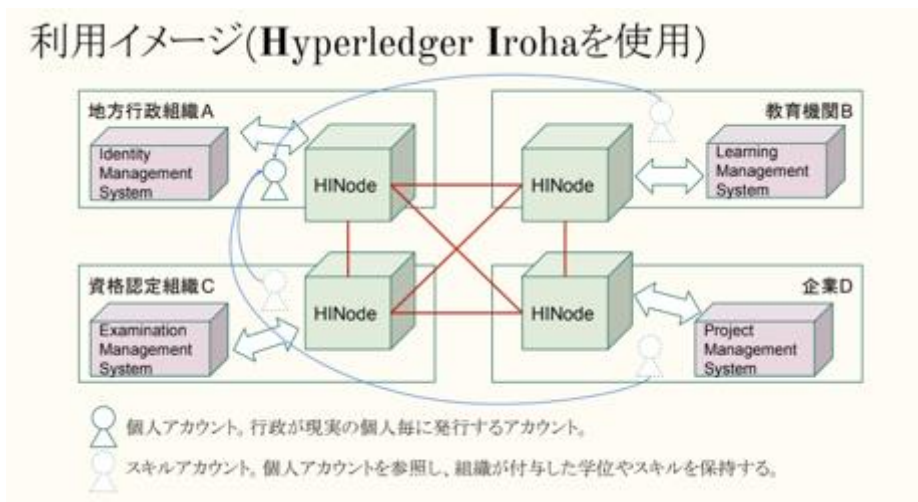 利用イメージ(Hyperledger Irohaを使用)
地方行政組織A
Identity
Management
System
HINode
教育機関B
HINode
Learning
Management
System
資格認定組織C
Examination
Management
System
HINode
企業D
HINode
Project
Management
System
個人アカウント。行政が現実の個人毎に発行するアカウント。
スキルアカウント。個人アカウントを参照し、組織が付与した学位やスキルを保持する。